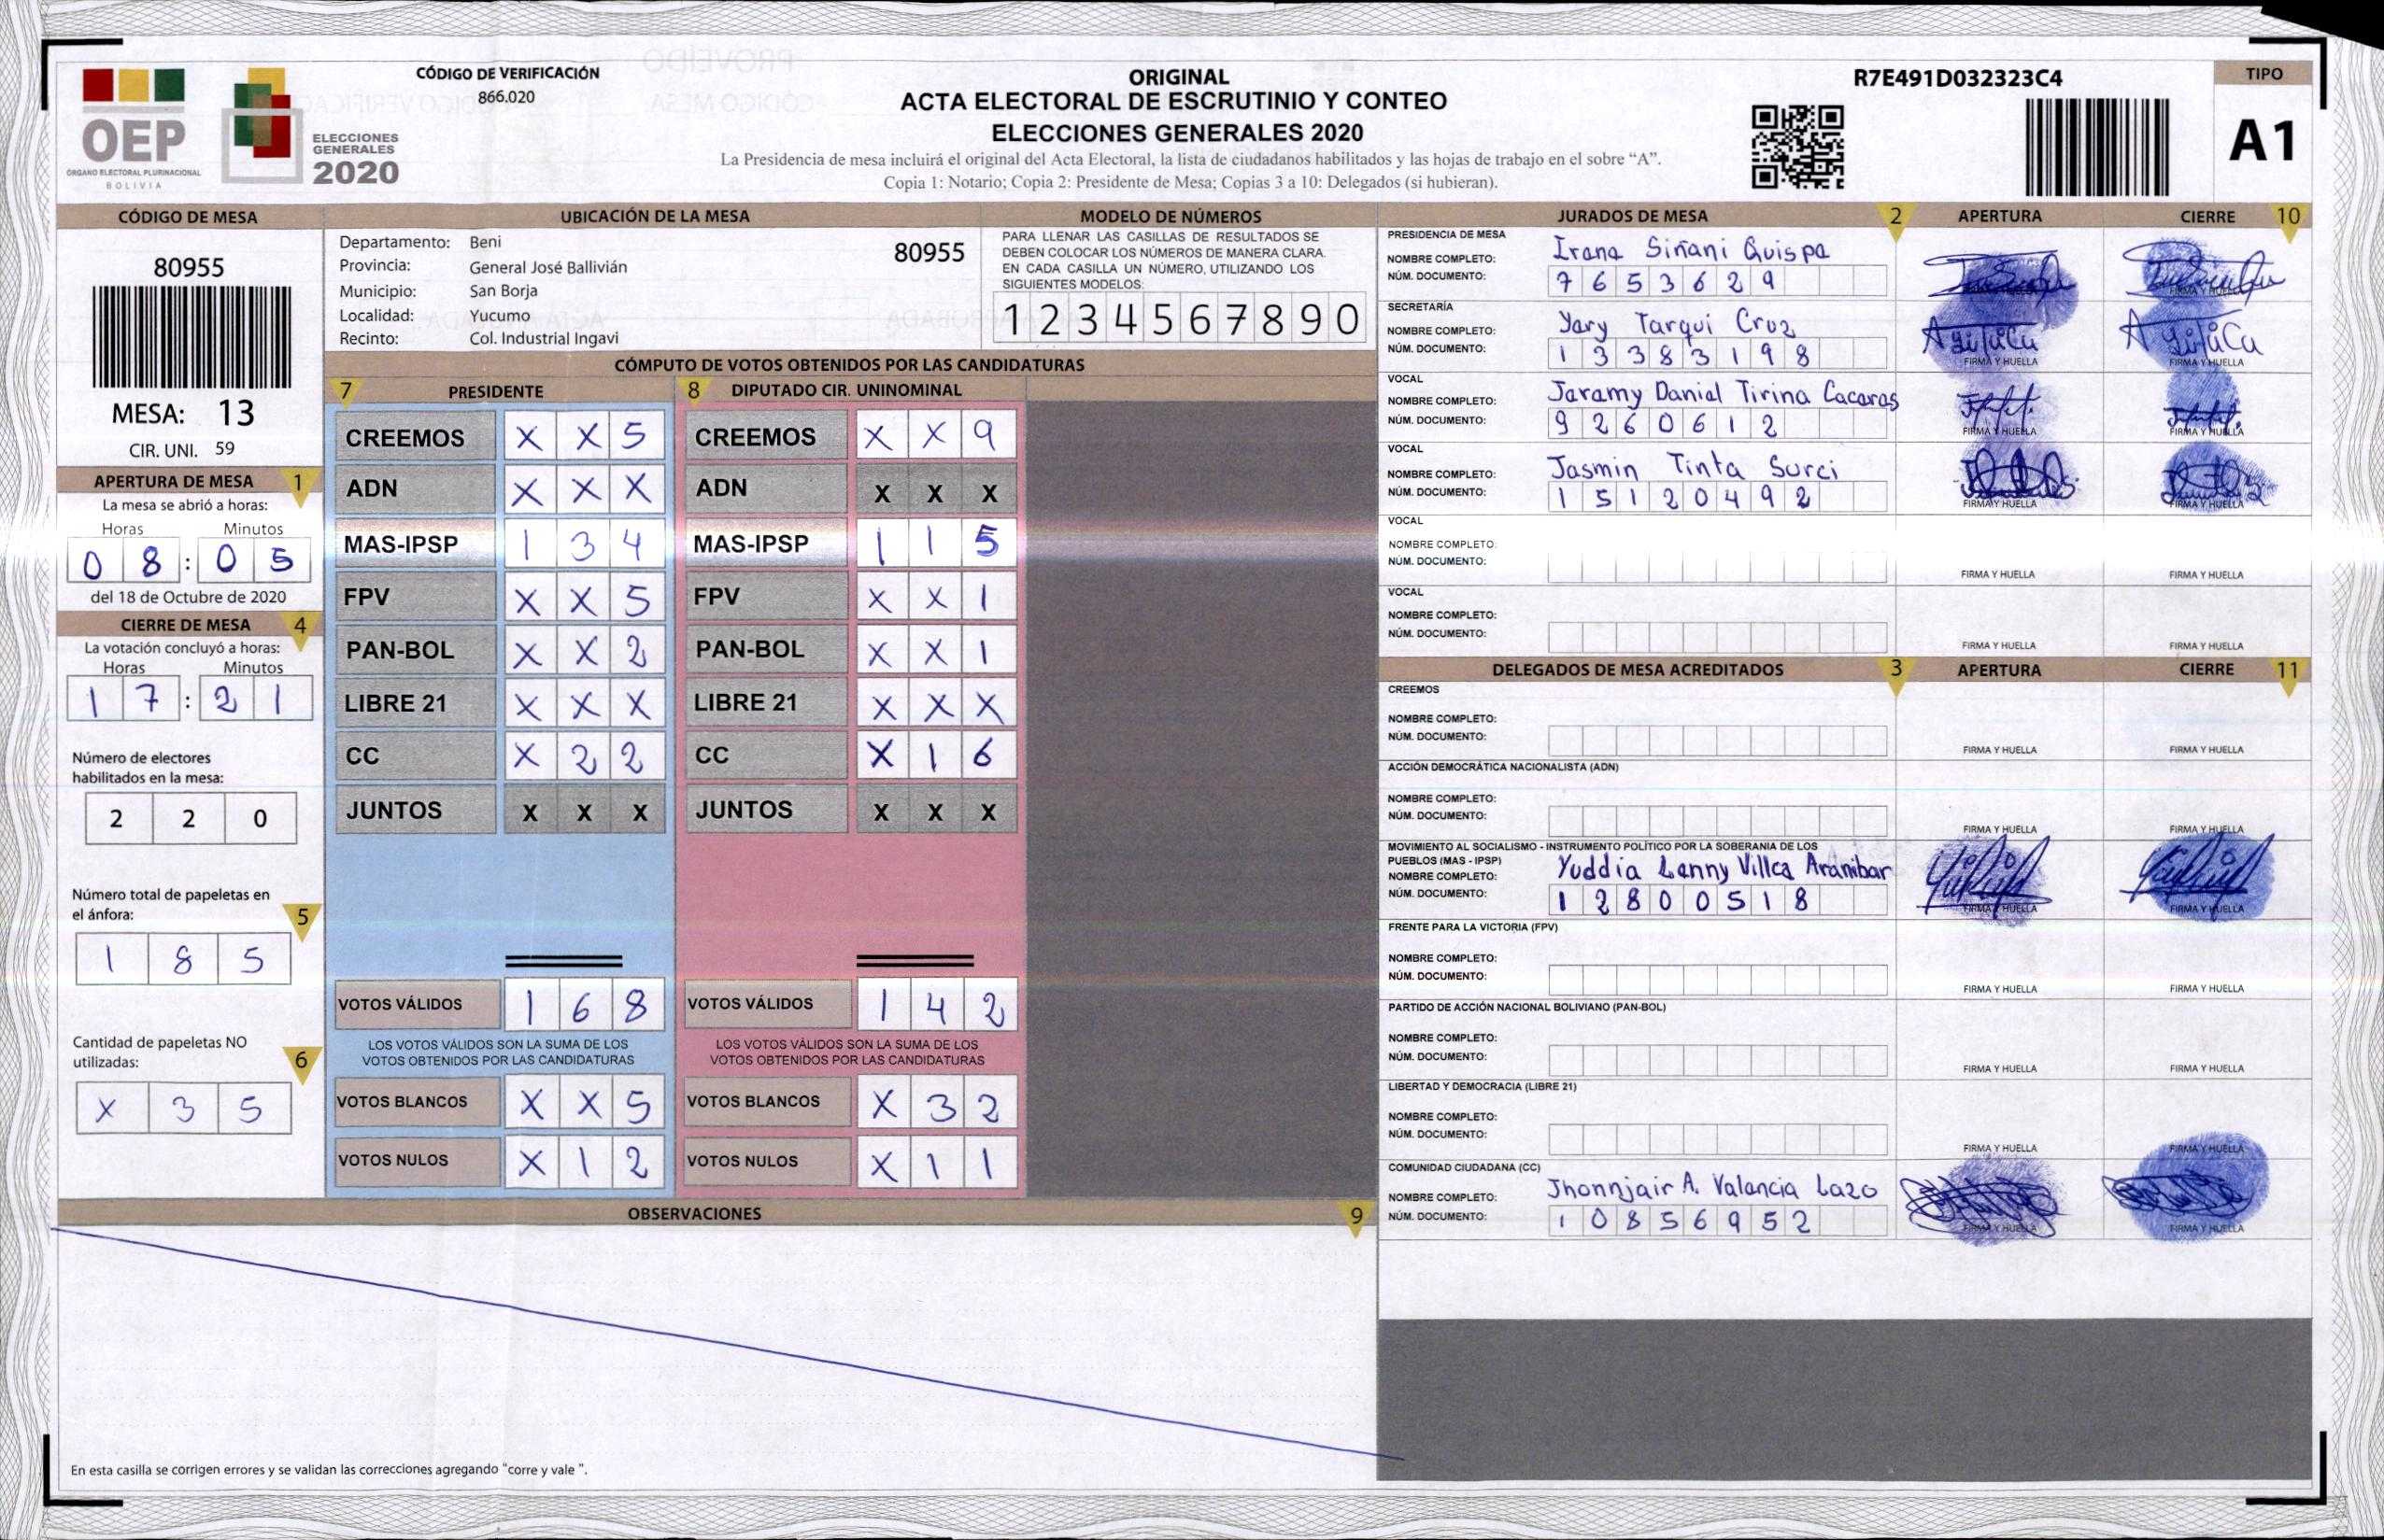 CÓDIGO DE VERIFICACIÓN
866.020
OEP
ÓRGANO ELECTORAL PLURINACIONAL
BOLIVIA
ELECCIONES
GENERALES
2020
ORIGINAL
ACTA ELECTORAL DE ESCRUTINIO Y CONTEO
ELECCIONES GENERALES 2020
La Presidencia de mesa incluirá el original del Acta Electoral, la lista de ciudadanos habilitados y las hojas de trabajo en el sobre “A”.
Copia 1: Notario; Copia 2: Presidente de Mesa; Copias 3 a 10: Delegados (si hubieran).
R7E491D032323C4
TIPO
A1
CÓDIGO DE MESA
80955
MESA: 13
CIR. UNI. 59
APERTURA DE MESA 1
La mesa se abrió a horas:
Horas Minutos
0 8 : 0 5
del 18 de Octubre de 2020
CIERRE DE MESA 4
La votación concluyó a horas:
Horas Minutos
1 7 : 2 1
Número de electores
habilitados en la mesa:
2 2 0
Número total de papeletas en
el ánfora: 5
1 8 5
Cantidad de papeletas NO
utilizadas: 6
X 3 5
UBICACIÓN DE LA MESA
Departamento: Beni 80955
Provincia: General José Ballivián
Municipio: San Borja
Localidad: Yucumo
Recinto: Col. Industrial Ingavi
MODELO DE NÚMEROS
PARA LLENAR LAS CASILLAS DE RESULTADOS SE
DEBEN COLOCAR LOS NÚMEROS DE MANERA CLARA.
EN CADA CASILLA UN NÚMERO, UTILIZANDO LOS
SIGUIENTES MODELOS:
1 2 3 4 5 6 7 8 9 0
CÓMPUTO DE VOTOS OBTENIDOS POR LAS CANDIDATURAS
7 PRESIDENTE
CREEMOS X X 5
ADN X X X
MAS-IPSP 1 3 4
FPV X X 5
PAN-BOL X X 2
LIBRE 21 X X X
CC X 2 2
JUNTOS X X X
VOTOS VÁLIDOS 1 6 8
LOS VOTOS VÁLIDOS SON LA SUMA DE LOS
VOTOS OBTENIDOS POR LAS CANDIDATURAS
VOTOS BLANCOS X X 5
VOTOS NULOS X 1 2
8 DIPUTADO CIR. UNINOMINAL
CREEMOS X X 9
ADN X X X
MAS-IPSP 1 1 5
FPV X X 1
PAN-BOL X X 1
LIBRE 21 X X X
CC X 1 6
JUNTOS X X X
VOTOS VÁLIDOS 1 4 2
LOS VOTOS VÁLIDOS SON LA SUMA DE LOS
VOTOS OBTENIDOS POR LAS CANDIDATURAS
VOTOS BLANCOS X 3 2
VOTOS NULOS X 1 1
OBSERVACIONES 9
En esta casilla se corrigen errores y se validan las correcciones agregando “corre y vale ”.
JURADOS DE MESA 2 APERTURA CIERRE 10
PRESIDENCIA DE MESA
NOMBRE COMPLETO: Irana Siñani Quispa
NÚM. DOCUMENTO: 7 6 5 3 6 2 9
FIRMA Y HUELLA
SECRETARÍA
NOMBRE COMPLETO: Yary Tarqui Cruz
NÚM. DOCUMENTO: 1 3 3 8 3 1 9 8
FIRMA Y HUELLA FIRMA Y HUELLA
VOCAL
NOMBRE COMPLETO: Jaramy Danial Tirina Cacaras
NÚM. DOCUMENTO: 9 2 6 0 6 1 2
FIRMA Y HUELLA FIRMA Y HUELLA
VOCAL
NOMBRE COMPLETO: Jasmin Tinta Surci
NÚM. DOCUMENTO: 1 5 1 2 0 4 9 2
FIRMA Y HUELLA FIRMA Y HUELLA
VOCAL
NOMBRE COMPLETO:
NÚM. DOCUMENTO:
FIRMA Y HUELLA FIRMA Y HUELLA
VOCAL
NOMBRE COMPLETO:
NÚM. DOCUMENTO:
FIRMA Y HUELLA FIRMA Y HUELLA
DELEGADOS DE MESA ACREDITADOS 3 APERTURA CIERRE 11
CREEMOS
NOMBRE COMPLETO:
NÚM. DOCUMENTO:
FIRMA Y HUELLA FIRMA Y HUELLA
ACCIÓN DEMOCRÁTICA NACIONALISTA (ADN)
NOMBRE COMPLETO:
NÚM. DOCUMENTO:
FIRMA Y HUELLA FIRMA Y HUELLA
MOVIMIENTO AL SOCIALISMO - INSTRUMENTO POLÍTICO POR LA SOBERANIA DE LOS
PUEBLOS (MAS - IPSP)
NOMBRE COMPLETO: Yuddia Lanny Villca Aranibar
NÚM. DOCUMENTO: 1 2 8 0 0 5 1 8
FIRMA Y HUELLA FIRMA Y HUELLA
FRENTE PARA LA VICTORIA (FPV)
NOMBRE COMPLETO:
NÚM. DOCUMENTO:
FIRMA Y HUELLA FIRMA Y HUELLA
PARTIDO DE ACCIÓN NACIONAL BOLIVIANO (PAN-BOL)
NOMBRE COMPLETO:
NÚM. DOCUMENTO:
FIRMA Y HUELLA FIRMA Y HUELLA
LIBERTAD Y DEMOCRACIA (LIBRE 21)
NOMBRE COMPLETO:
NÚM. DOCUMENTO:
FIRMA Y HUELLA FIRMA Y HUELLA
COMUNIDAD CIUDADANA (CC)
NOMBRE COMPLETO: Jhonnjair A. Valancia Lazo
NÚM. DOCUMENTO: 1 0 8 5 6 9 5 2
FIRMA Y HUELLA FIRMA Y HUELLA